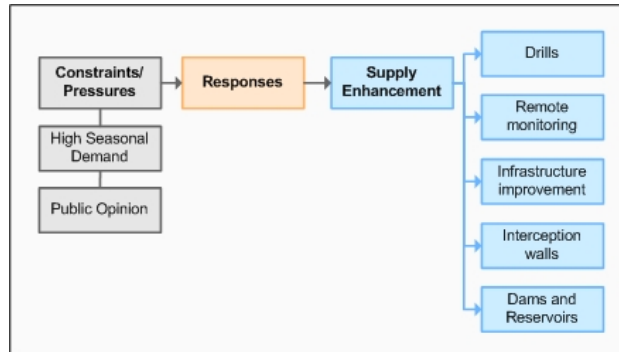 Constraints/
Pressures
High Seasonal
Demand
Public Opinion
Responses
Supply
Enhancement
Drills
Remote
monitoring
Infrastructure
improvement
Interception
walls
Dams and
Reservoirs